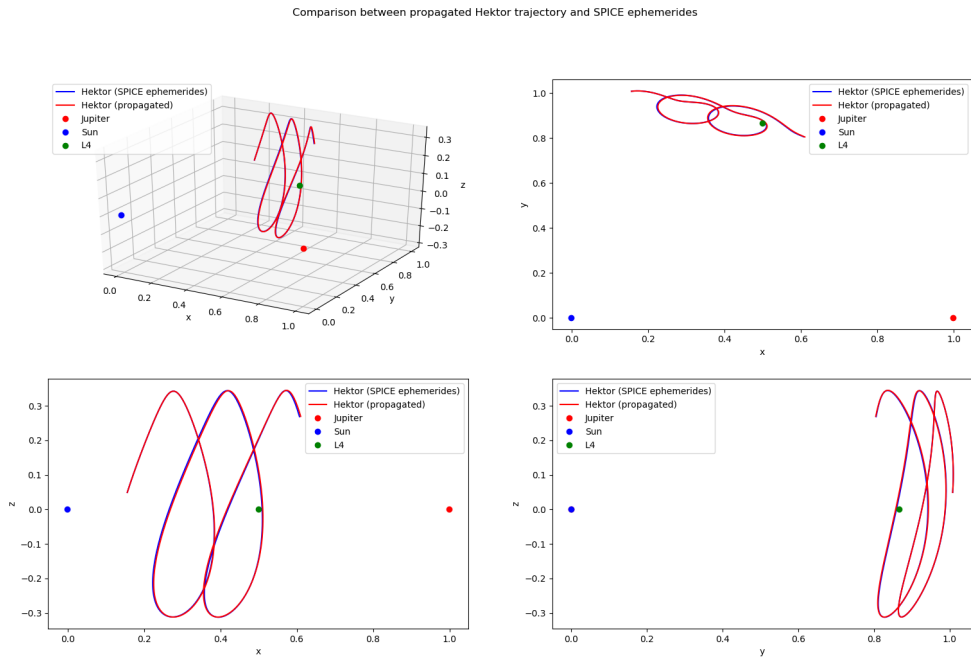 Comparison between propagated Hektor trajectory and SPICE ephemerides
Hektor (SPICE ephemerides)
Hektor (propagated)
Jupiter
Sun
L4
0.3
0.2
0.1
0.0
−0.1
−0.2
−0.3
z
0.0
0.2
0.4
0.6
0.8
1.0
x
0.0
0.2
0.4
0.6
0.8
1.0
y
Hektor (SPICE ephemerides)
Hektor (propagated)
Jupiter
Sun
L4
1.0
0.8
0.6
0.4
0.2
0.0
y
0.0
0.2
0.4
0.6
0.8
1.0
x
Hektor (SPICE ephemerides)
Hektor (propagated)
Jupiter
Sun
L4
0.3
0.2
0.1
0.0
−0.1
−0.2
−0.3
z
0.0
0.2
0.4
0.6
0.8
1.0
x
Hektor (SPICE ephemerides)
Hektor (propagated)
Jupiter
Sun
L4
0.3
0.2
0.1
0.0
−0.1
−0.2
−0.3
z
0.0
0.2
0.4
0.6
0.8
1.0
y